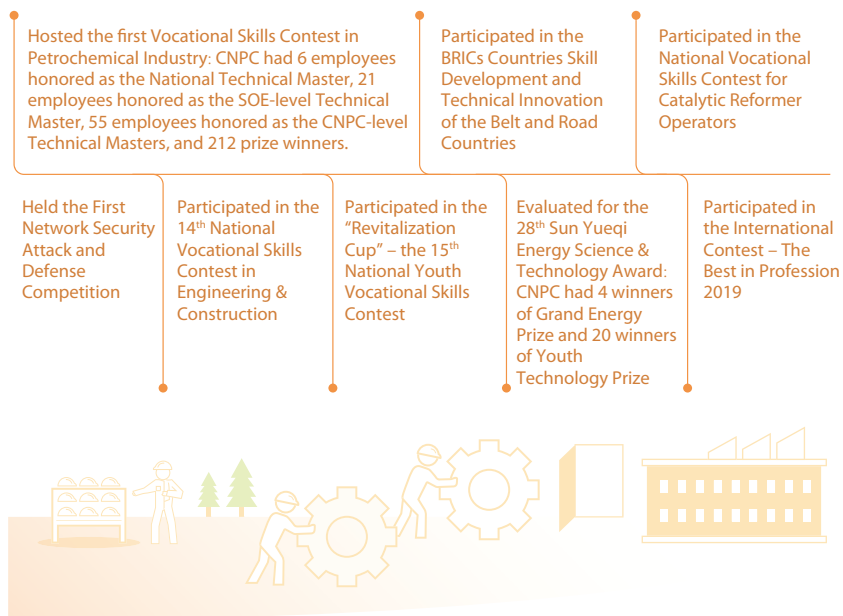 Hosted the first Vocational Skills Contest in
Petrochemical Industry: CNPC had 6 employees
honored as the National Technical Master, 21
employees honored as the SOE-level Technical
Master, 55 employees honored as the CNPC-level
Technical Masters, and 212 prize winners.
Participated in the
BRICs Countries Skill
Development and
Technical Innovation
of the Belt and Road
Countries
Participated in the
National Vocational
Skills Contest for
Catalytic Reformer
Operators
Held the First
Network Security
Attack and
Defense
Competition
Participated in the
14th National
Vocational Skills
Contest in
Engineering &
Construction
Participated in the
“Revitalization
Cup” – the 15th
National Youth
Vocational Skills
Contest
Evaluated for the
28th Sun Yueqi
Energy Science &
Technology Award:
CNPC had 4 winners
of Grand Energy
Prize and 20 winners
of Youth
Technology Prize
Participated in
the International
Contest – The
Best in Profession
2019